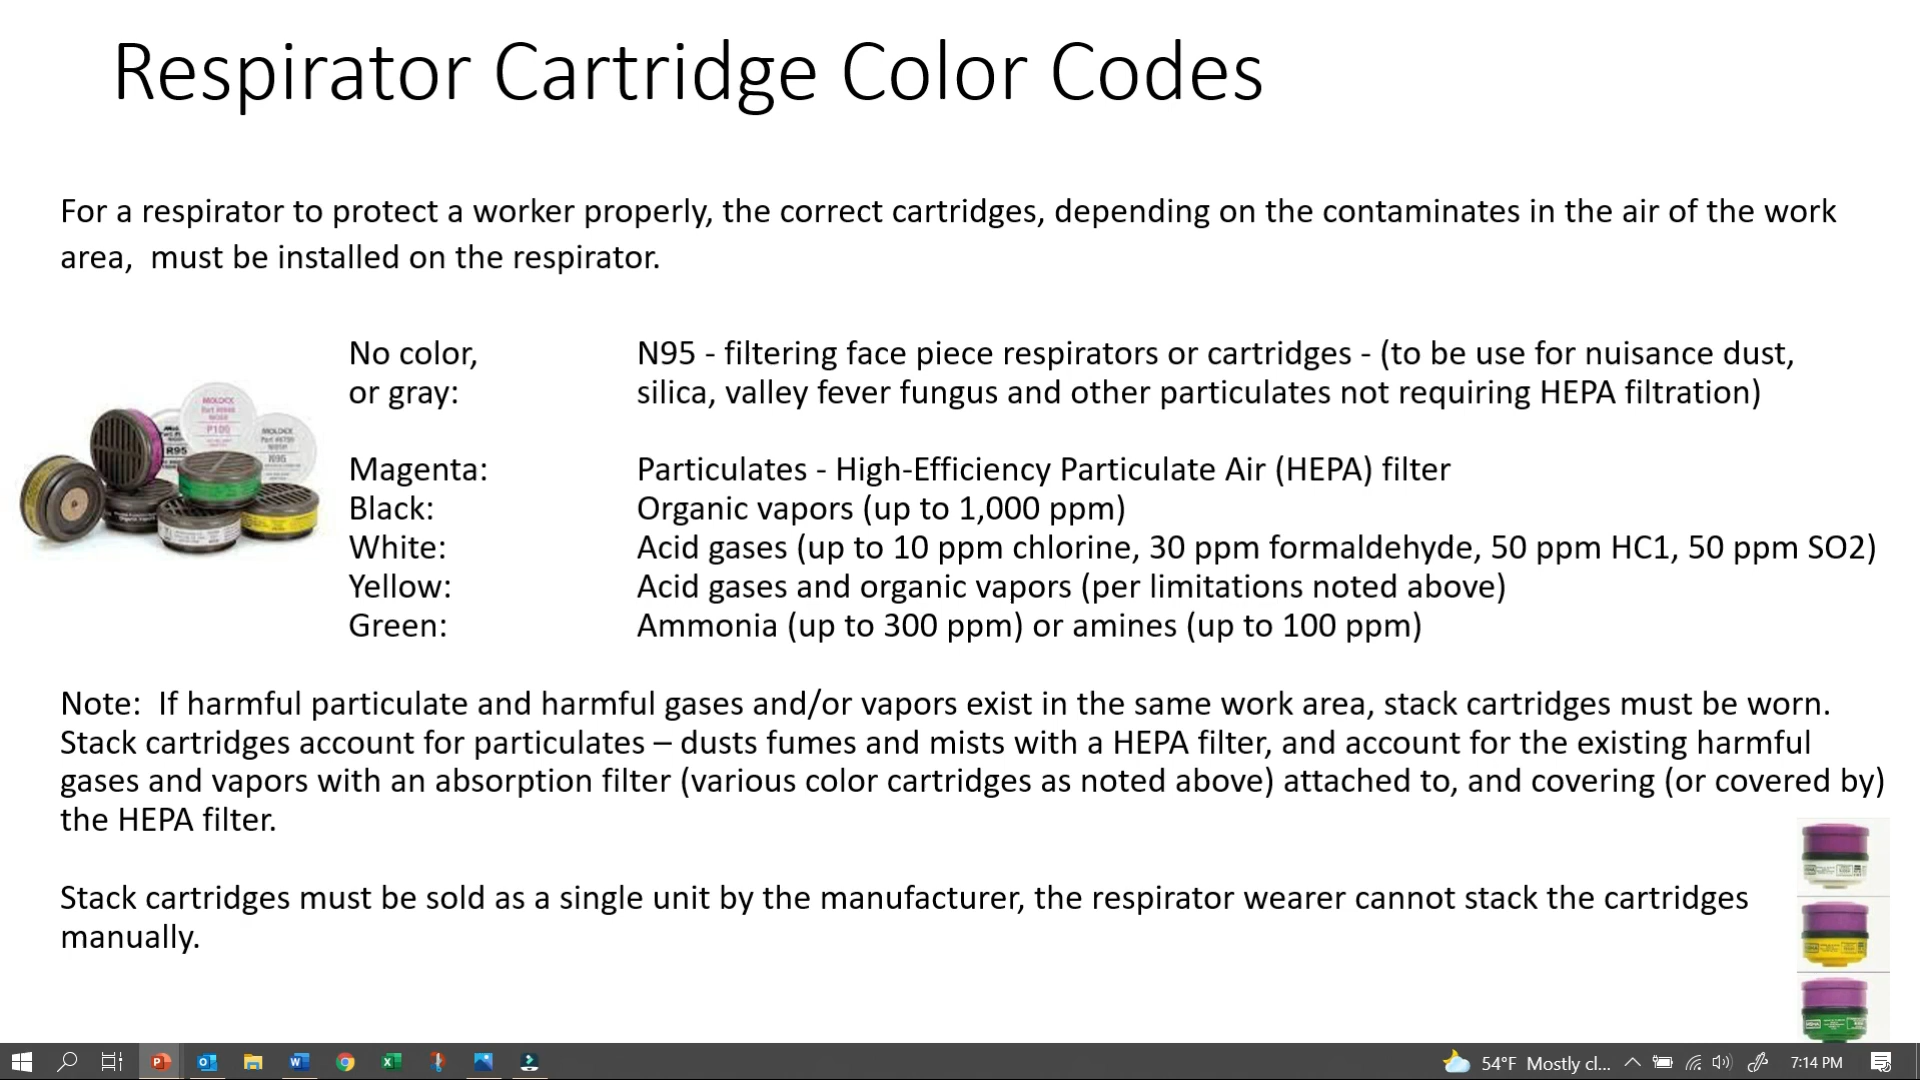 Respirator Cartridge Color Codes
For a respirator to protect a worker properly, the correct cartridges, depending on the contaminates in the air of the work
area,  must be installed on the respirator.
No color, N95 - filtering face piece respirators or cartridges - (to be use for nuisance dust,
or gray: silica, valley fever fungus and other particulates not requiring HEPA filtration)
MOLDEX
P100
R95
MOLDEX
Magenta: Particulates - High-Efficiency Particulate Air (HEPA) filter
Black: Organic vapors (up to 1,000 ppm)
White: Acid gases (up to 10 ppm chlorine, 30 ppm formaldehyde, 50 ppm HC1, 50 ppm SO2)
Yellow: Acid gases and organic vapors (per limitations noted above)
Green: Ammonia (up to 300 ppm) or amines (up to 100 ppm)
Note:  If harmful particulate and harmful gases and/or vapors exist in the same work area, stack cartridges must be worn.
Stack cartridges account for particulates – dusts fumes and mists with a HEPA filter, and account for the existing harmful
gases and vapors with an absorption filter (various color cartridges as noted above) attached to, and covering (or covered by)
the HEPA filter.
Stack cartridges must be sold as a single unit by the manufacturer, the respirator wearer cannot stack the cartridges
manually.
54°F Mostly cl... 7:14 PM